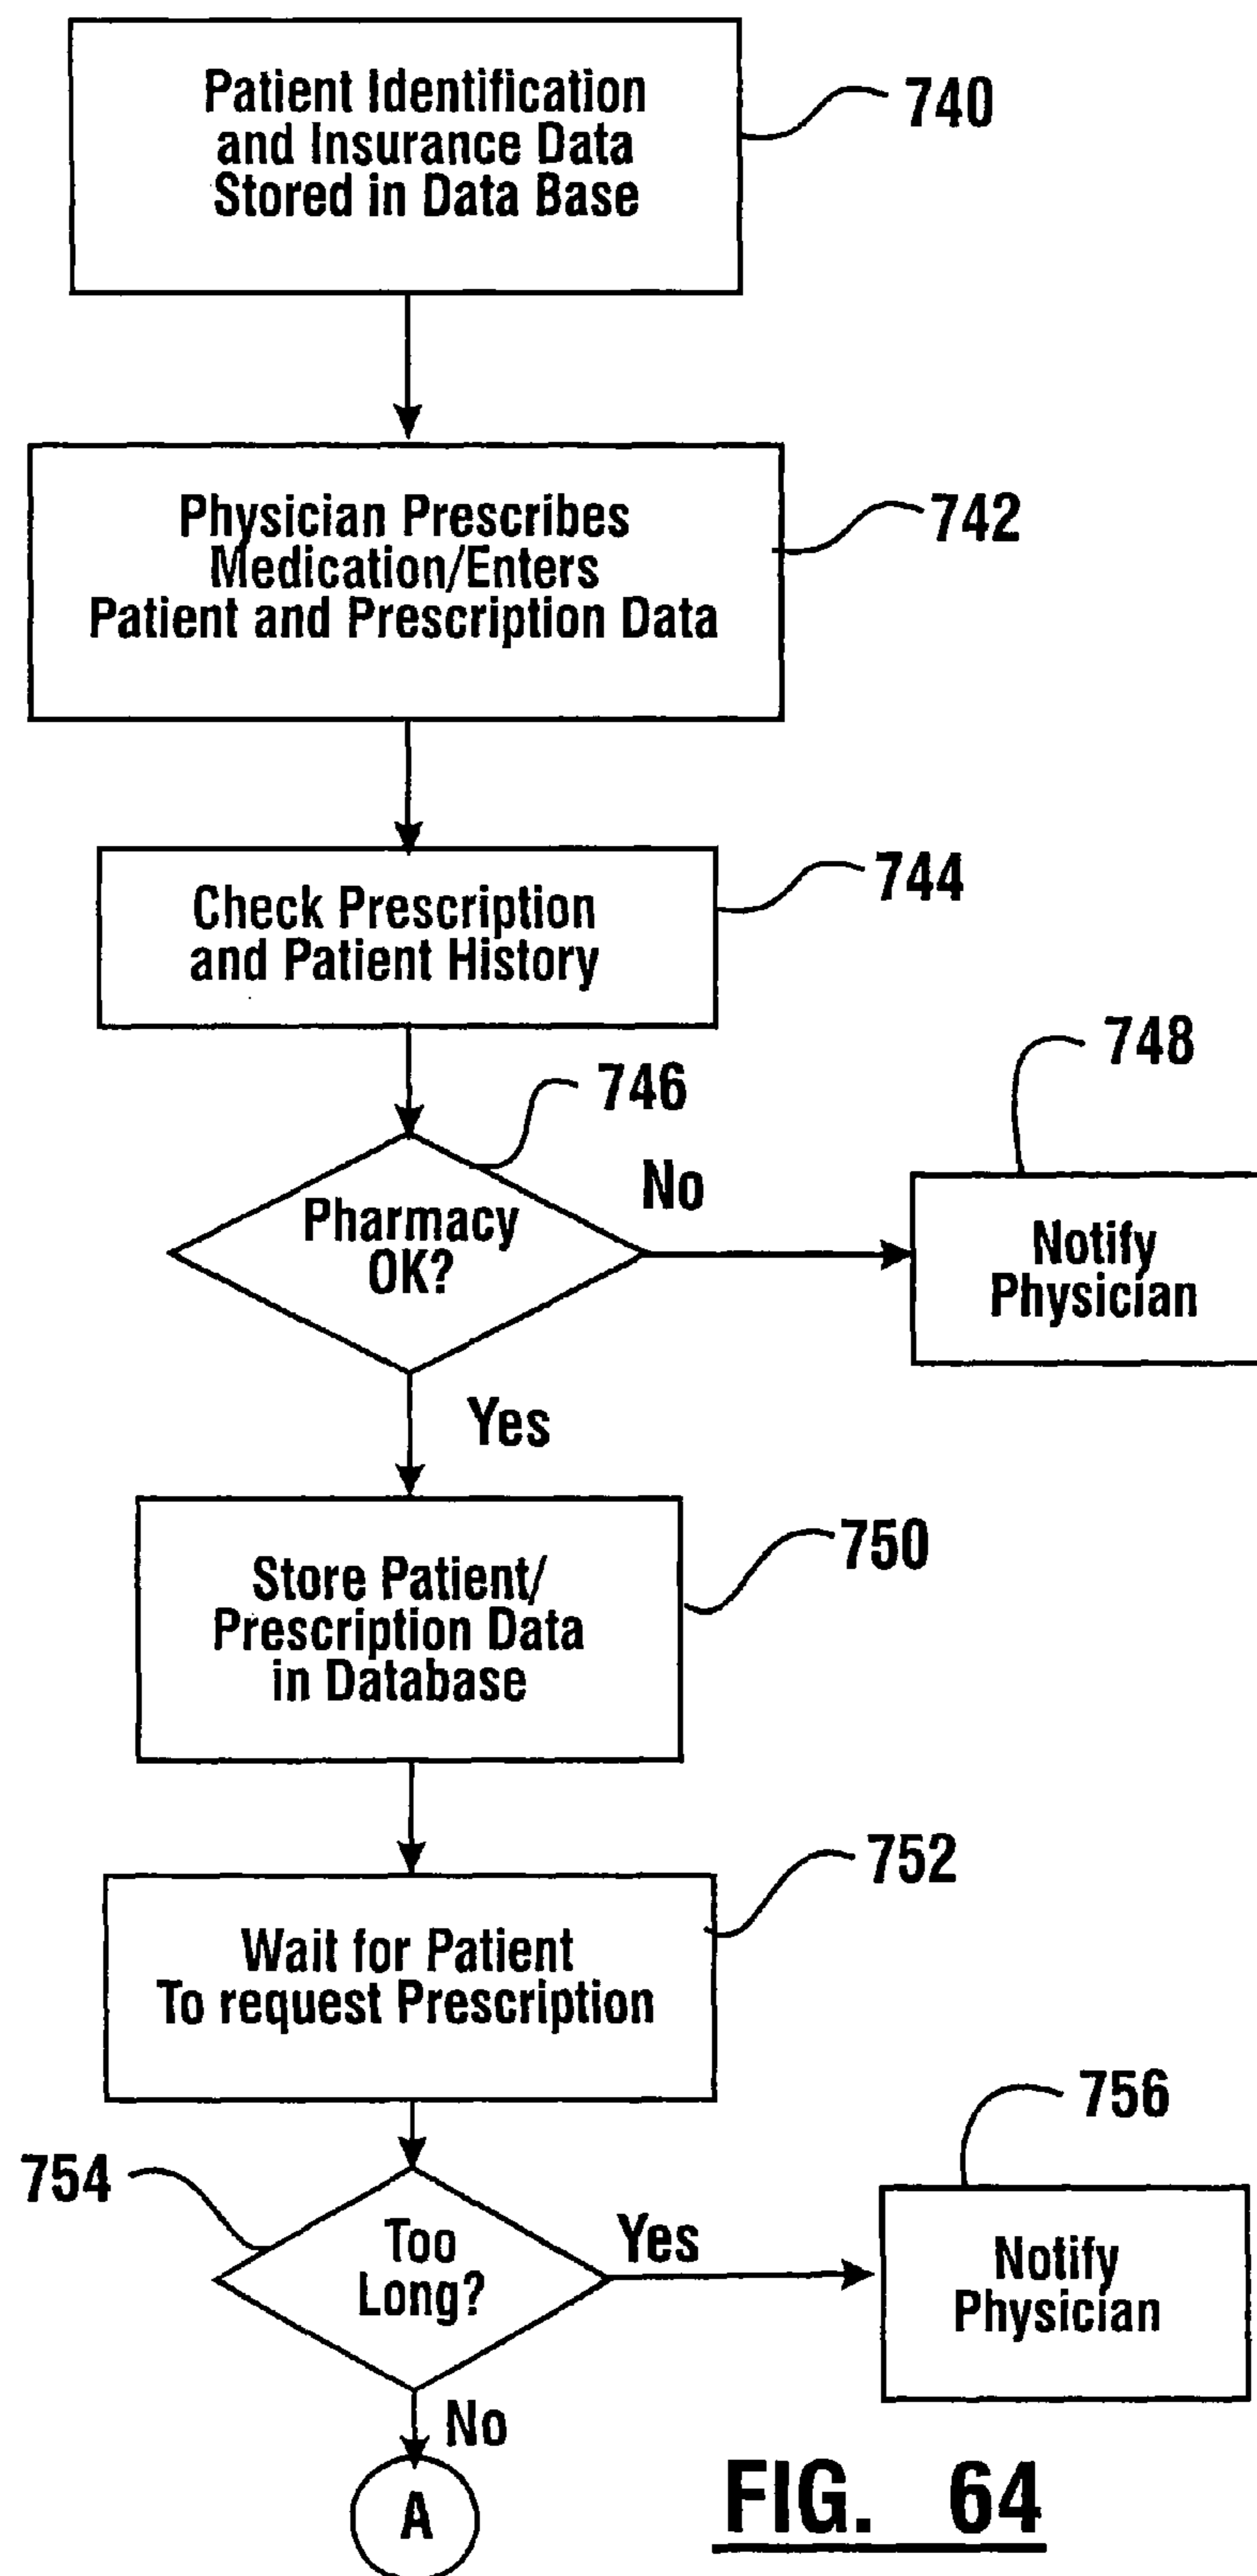 Patient Identification
and Insurance Data
Stored in Data Base
740
Physician Prescribes
Medication/Enters
Patient and Prescription Data
742
Check Prescription
and Patient History
744
746
748
Pharmacy
OK?
No
Notify
Physician
Yes
Store Patient/
Prescription Data
in Database
750
Wait for Patient
To request Prescription
752
754
756
Too
Long?
Yes
Notify
Physician
No
A
FIG. 64